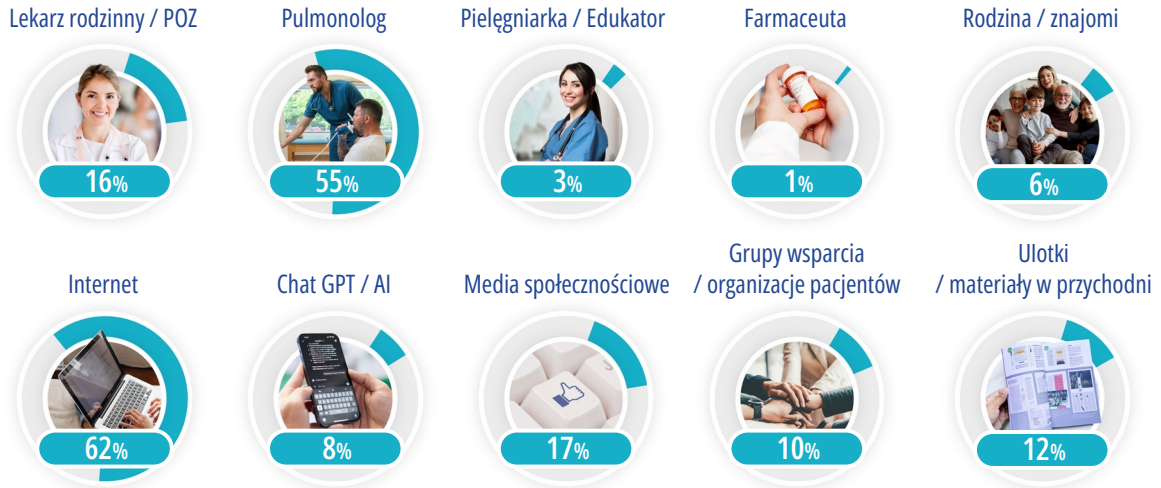 Lekarz rodzinny / POZ
16%
Pulmonolog
55%
Pielęgniarka / Edukator
3%
Farmaceuta
1%
Rodzina / znajomi
6%
Internet
62%
Chat GPT / AI
8%
Media społecznościowe
17%
Grupy wsparcia
/ organizacje pacjentów
10%
Ulotki
/ materiały w przychodni
12%